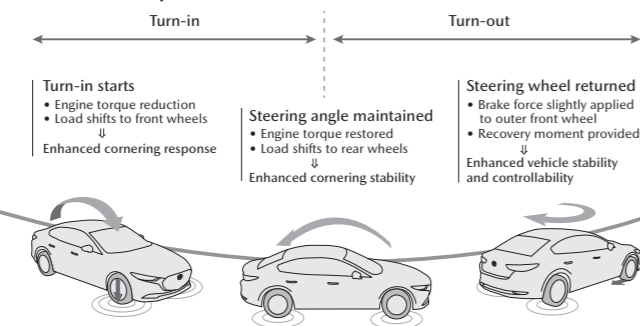 Turn-in
Turn-out
Turn-in starts
• Engine torque reduction
• Load shifts to front wheels
⇓
Enhanced cornering response
Steering angle maintained
• Engine torque restored
• Load shifts to rear wheels
⇓
Enhanced cornering stability
Steering wheel returned
• Brake force slightly applied
to outer front wheel
• Recovery moment provided
⇓
Enhanced vehicle stability
and controllability